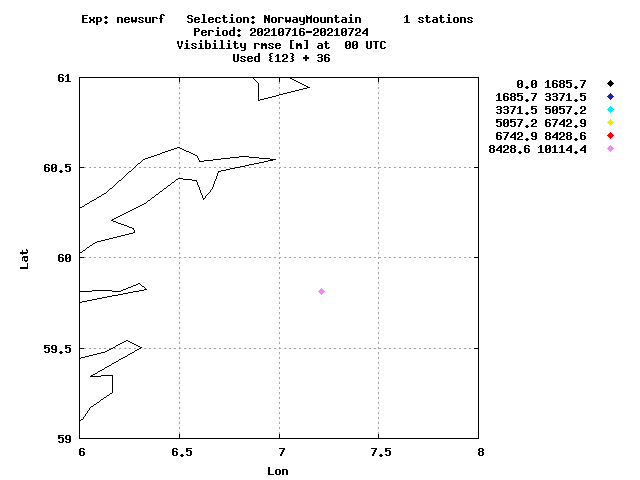 Exp: newsurf   Selection: NorwayMountain      1 stations
Period: 20210716-20210724
Visibility rmse [m] at  00 UTC
Used {12} + 36
0.0 1685.7
1685.7 3371.5
3371.5 5057.2
5057.2 6742.9
6742.9 8428.6
8428.6 10114.4
61
60.5
60
59.5
59
Lat
6
6.5
7
7.5
8
Lon